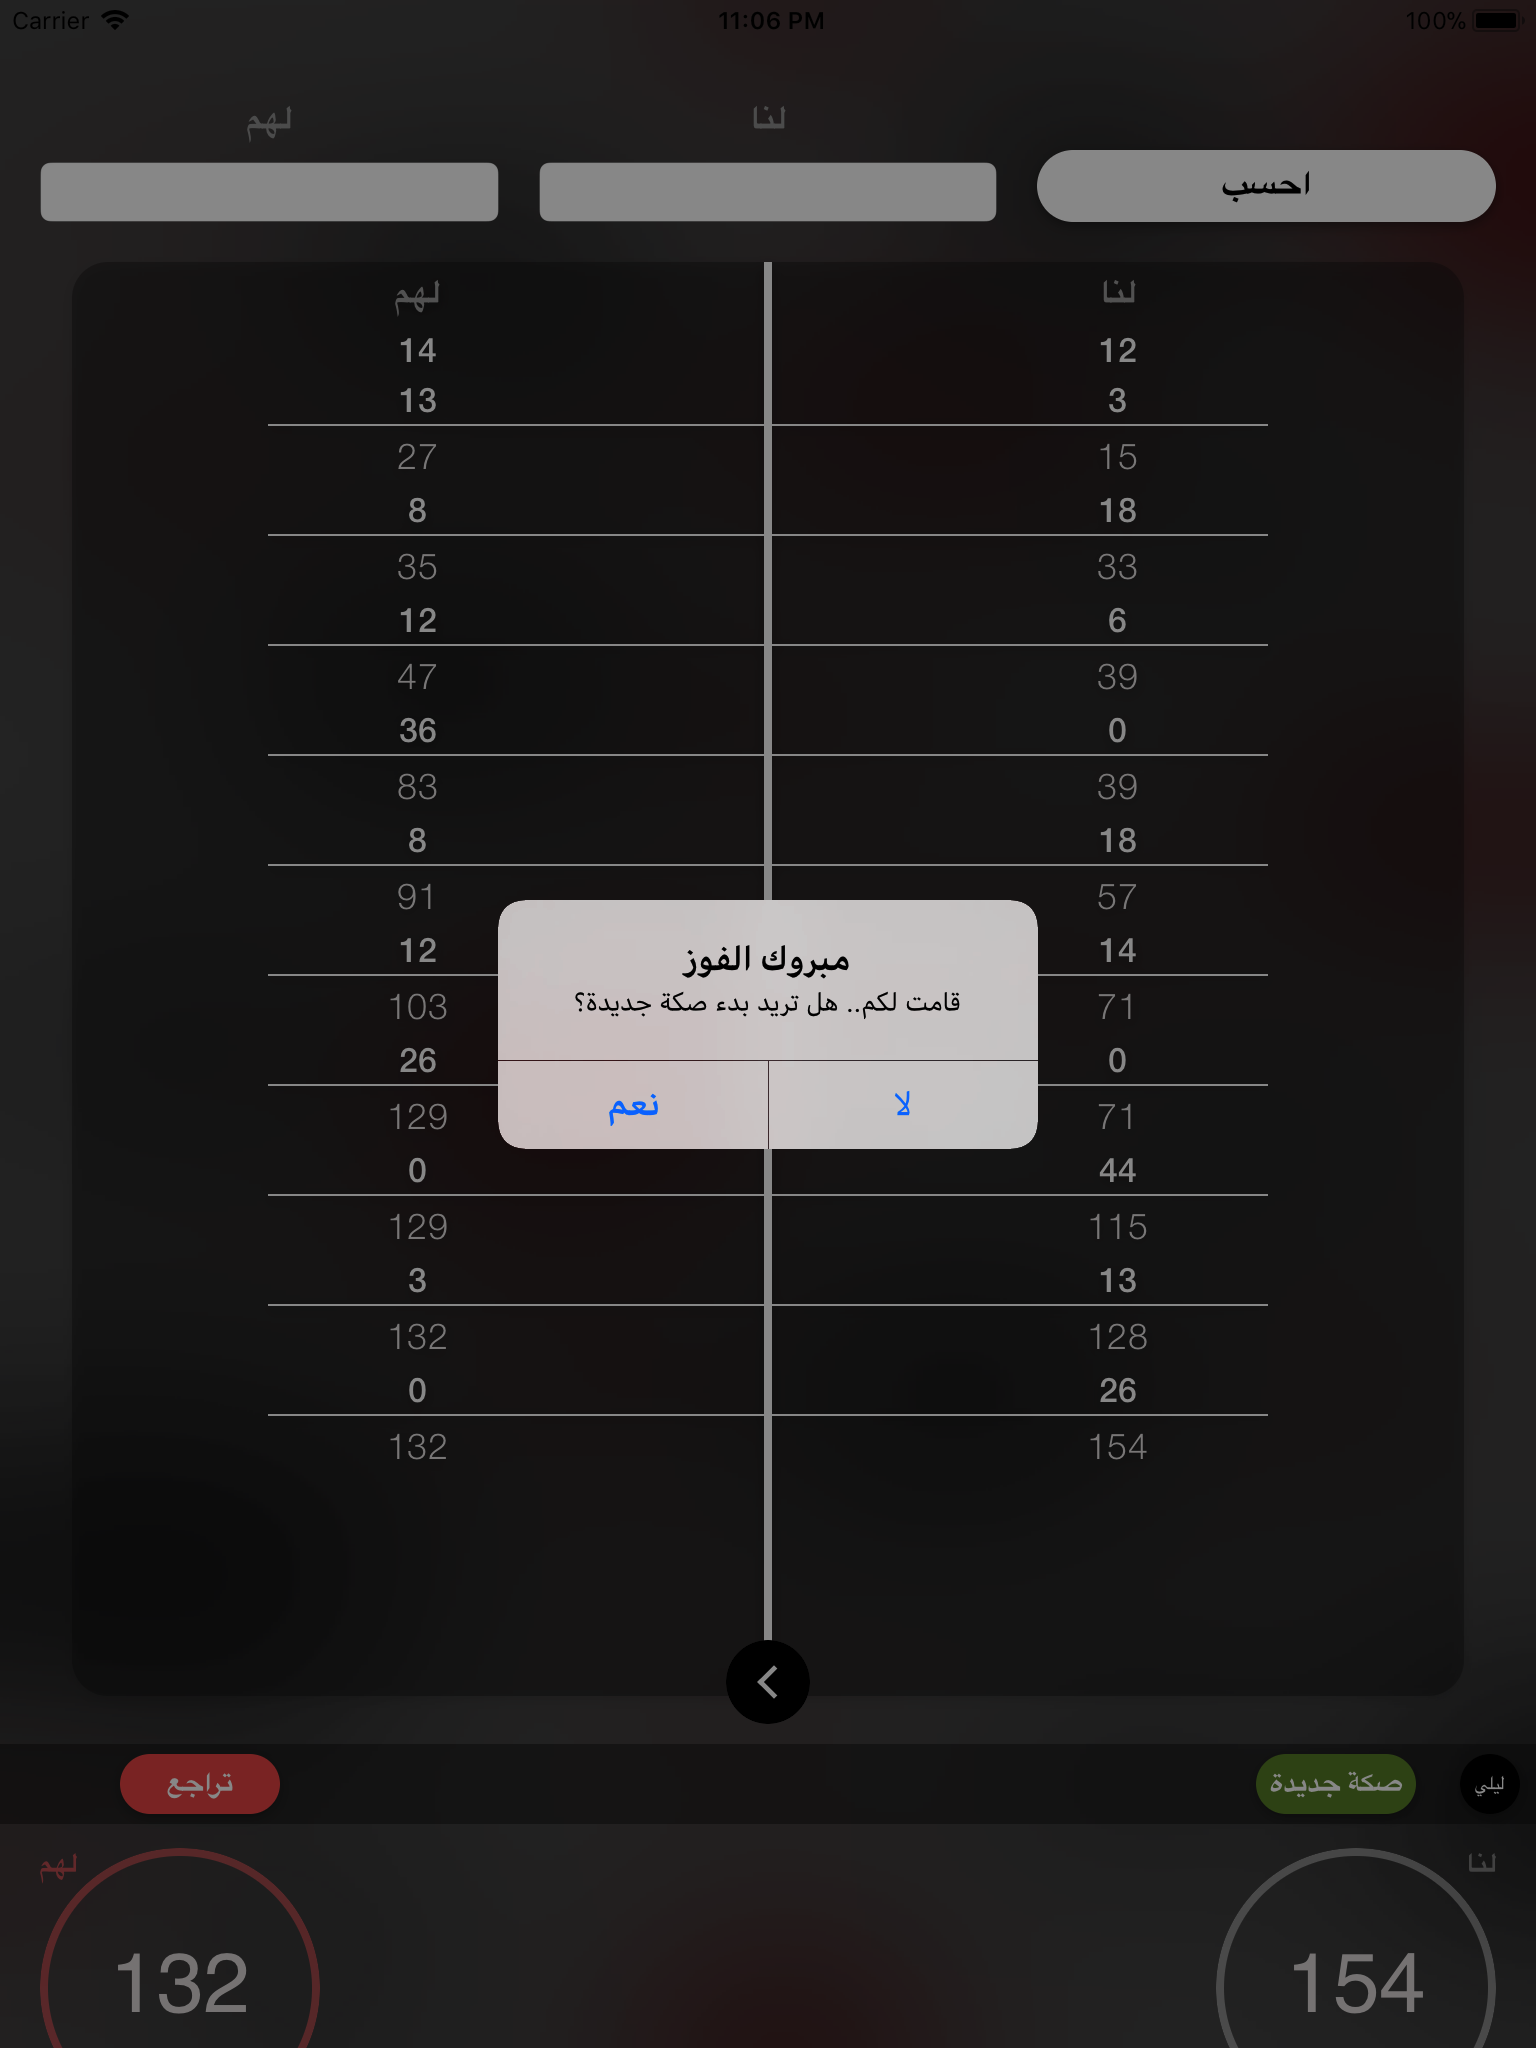 Carrier 11:06 PM 100%
لنا لهم
احسب
لنا لهم
12 14
3 13
15 27
18 8
33 35
6 12
39 47
0 36
39 83
18 8
57 91
14 12
71 103
0 26
71 129
44 0
115 129
13 3
128 132
26 0
154 132
مبروك الفوز
قامت لكم.. هل تريد بدء صكة جديدة؟
لا نعم
ليلي صكة جديدة تراجع
لنا لهم
154 132